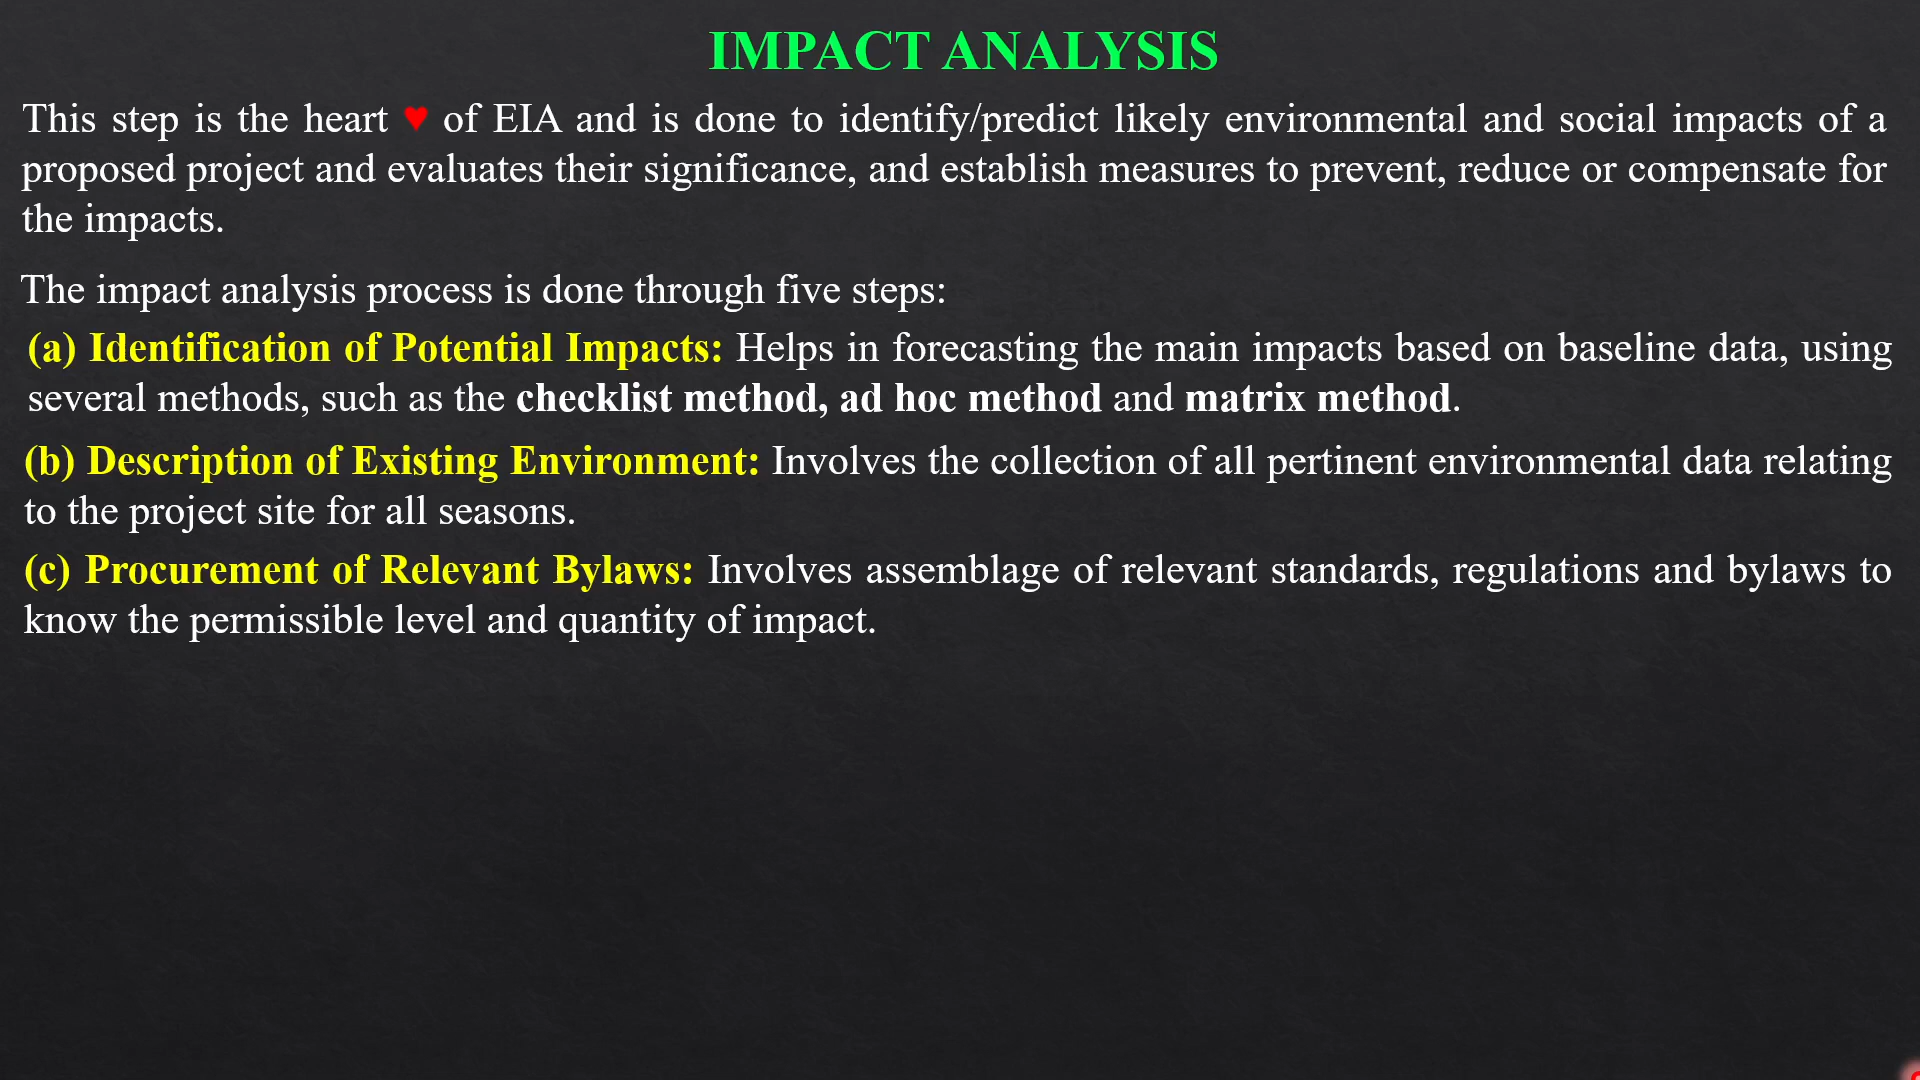 IMPACT ANALYSIS
This step is the heart ♥ of EIA and is done to identify/predict likely environmental and social impacts of a
proposed project and evaluates their significance, and establish measures to prevent, reduce or compensate for
the impacts.
The impact analysis process is done through five steps:
(a) Identification of Potential Impacts: Helps in forecasting the main impacts based on baseline data, using
several methods, such as the checklist method, ad hoc method and matrix method.
(b) Description of Existing Environment: Involves the collection of all pertinent environmental data relating
to the project site for all seasons.
(c) Procurement of Relevant Bylaws: Involves assemblage of relevant standards, regulations and bylaws to
know the permissible level and quantity of impact.